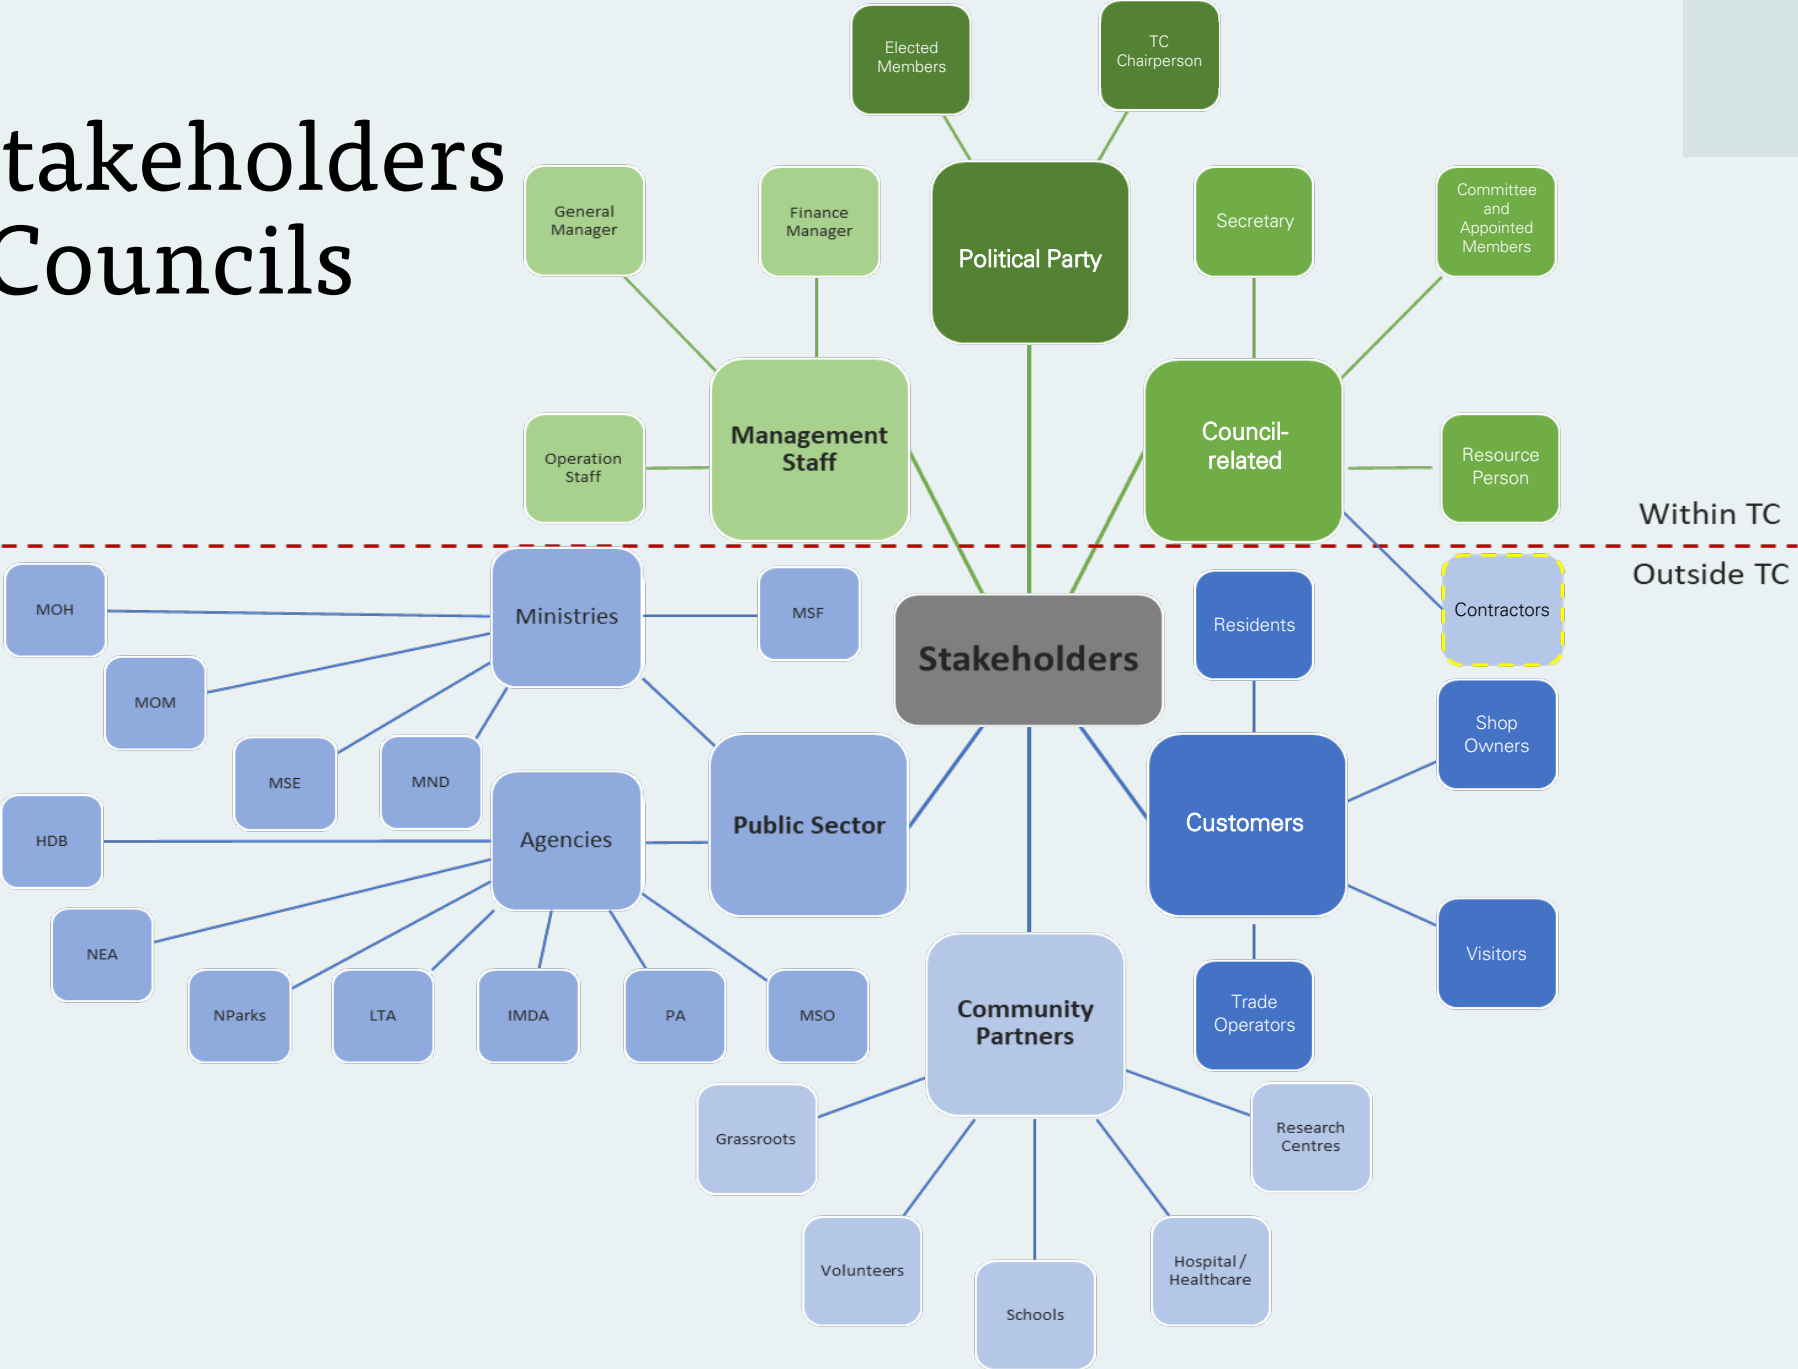 takeholders
Councils
Elected
Members
TC
Chairperson
General
Manager
Finance
Manager
Political Party
Secretary
Committee
and
Appointed
Members
Management
Staff
Council-
related
Operation
Staff
Resource
Person
Within TC
Outside TC
MOH
Ministries
MSF
Residents
Contractors
Stakeholders
MOM
MSE
MND
Shop
Owners
HDB
Agencies
Public Sector
Customers
NEA
Visitors
NParks
LTA
IMDA
PA
MSO
Community
Partners
Trade
Operators
Grassroots
Research
Centres
Volunteers
Schools
Hospital /
Healthcare